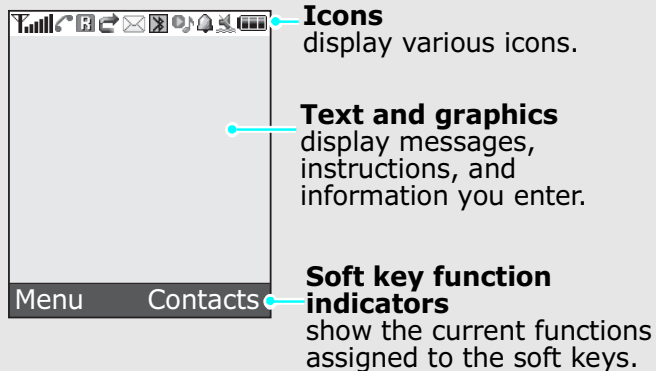 Icons
display various icons.
Text and graphics
display messages,
instructions, and
information you enter.
Menu Contacts
Soft key function
indicators
show the current functions
assigned to the soft keys.